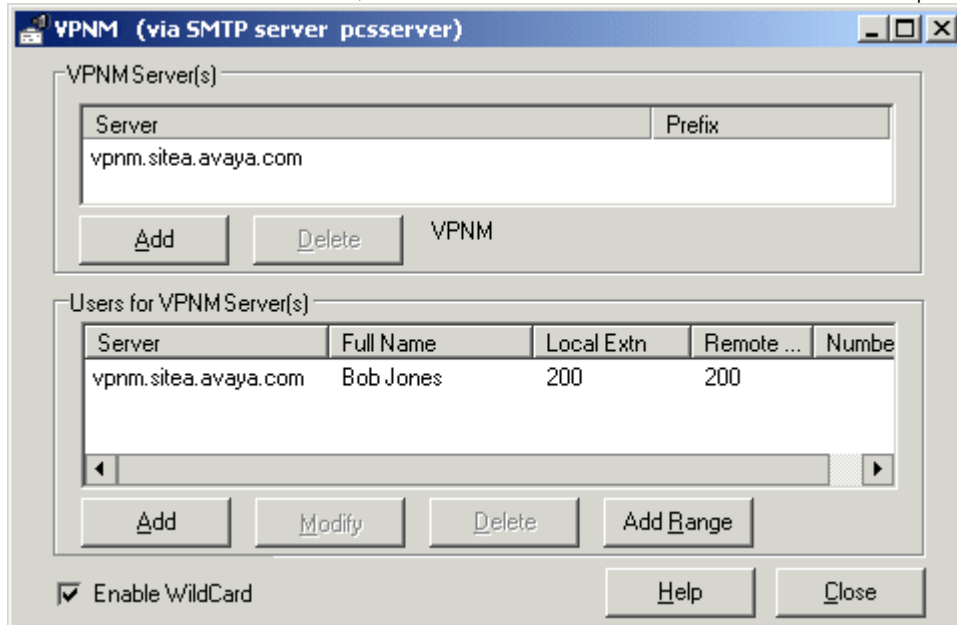 VPNM (via SMTP server pcsserver)
VPNM Server(s)
Server Prefix
vpnm.sitea.avaya.com
Add Delete VPNM
Users for VPNM Server(s)
Server Full Name Local Extn Remote ... Numbe
vpnm.sitea.avaya.com Bob Jones 200 200
Add Modify Delete Add Range
Enable WildCard Help Close